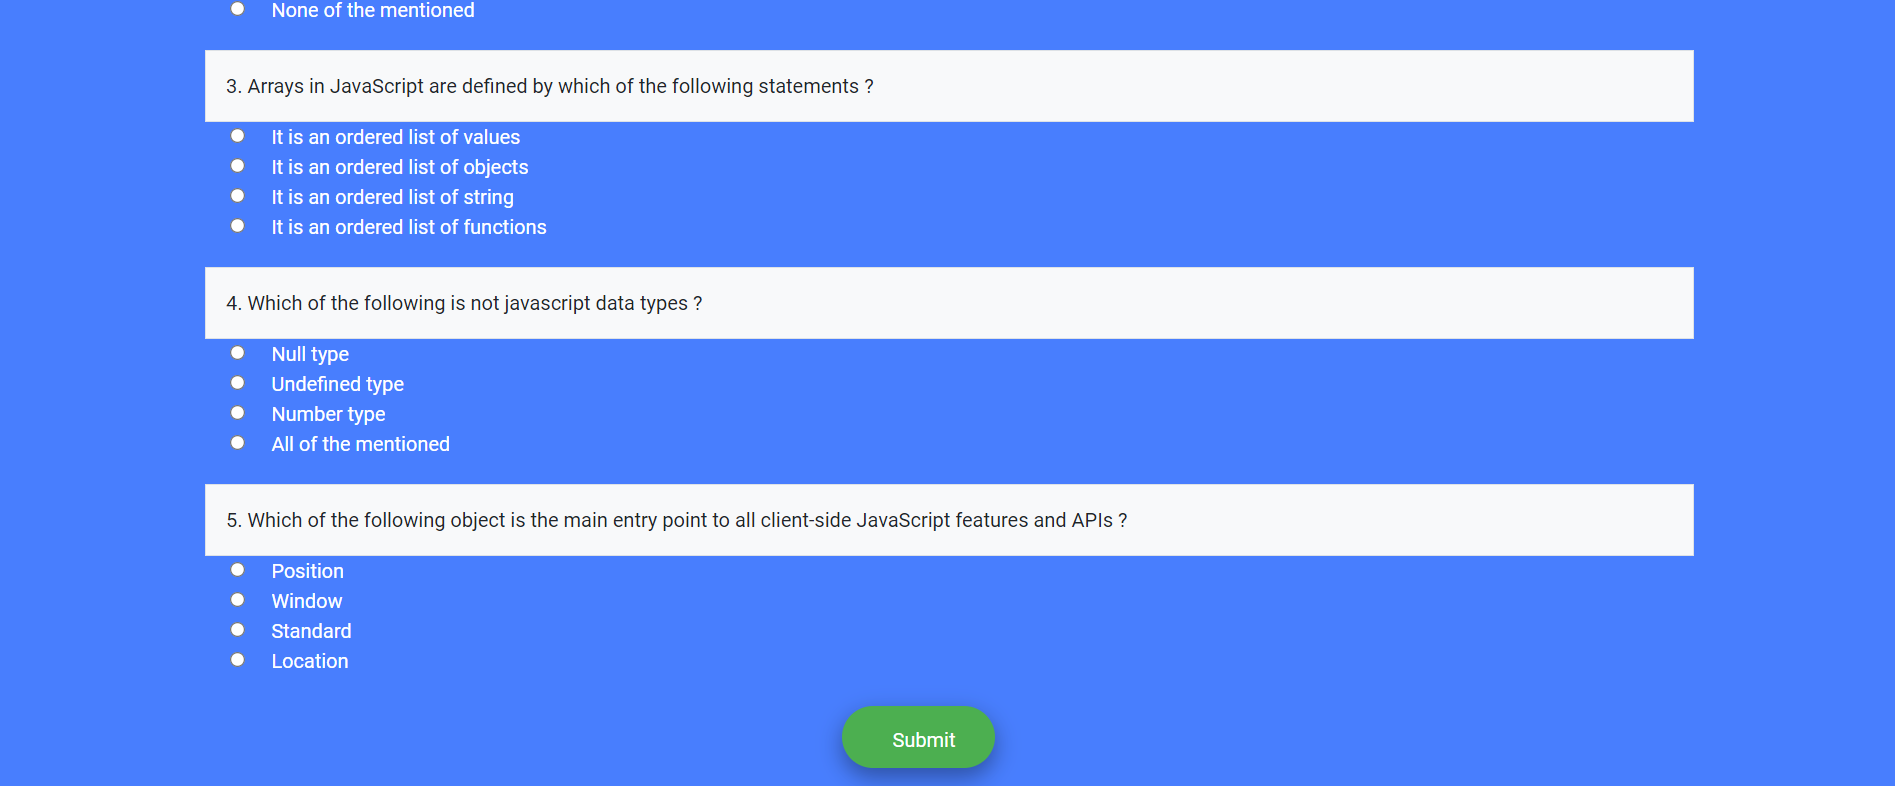 None of the mentioned
3. Arrays in JavaScript are defined by which of the following statements ?
It is an ordered list of values
It is an ordered list of objects
It is an ordered list of string
It is an ordered list of functions
4. Which of the following is not javascript data types ?
Null type
Undefined type
Number type
All of the mentioned
5. Which of the following object is the main entry point to all client-side JavaScript features and APIs ?
Position
Window
Standard
Location
Submit